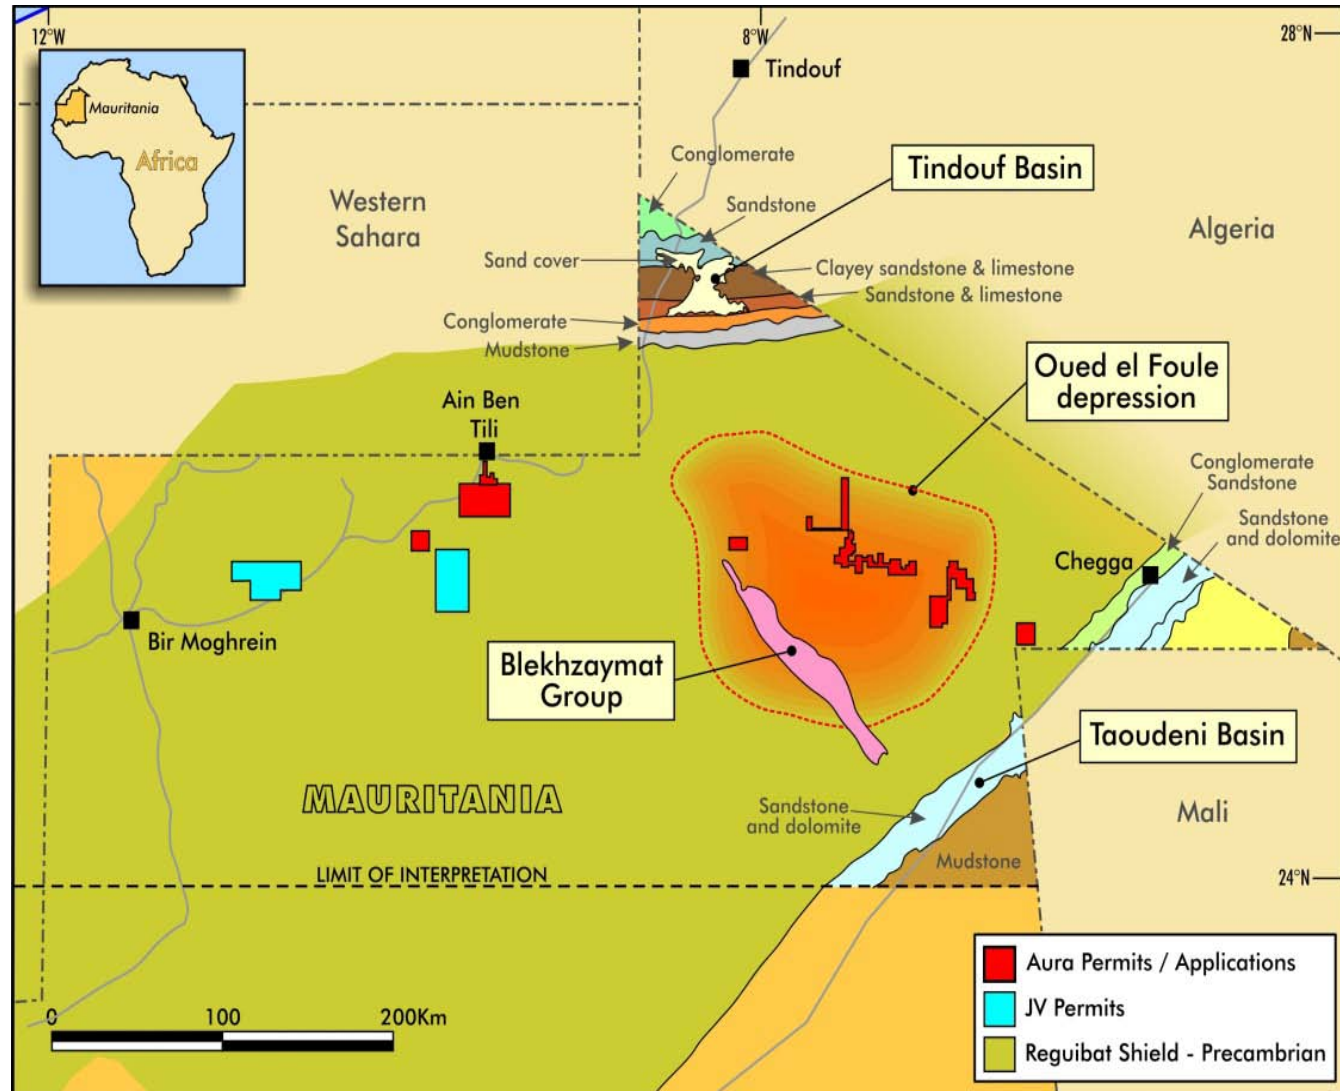 12°W
8°W
28°N
Mauritania
Africa
Tindouf
Conglomerate
Tindouf Basin
Western
Sahara
Sandstone
Algeria
Sand cover
Clayey sandstone & limestone
Sandstone & limestone
Conglomerate
Mudstone
Oued el Foule
depression
Ain Ben
Tili
Conglomerate
Sandstone
Sandstone
and dolomite
Chegga
Bir Moghrein
Blekhzaymat
Group
Taoudeni Basin
MAURITANIA
Sandstone
and dolomite
Mali
Mudstone
LIMIT OF INTERPRETATION
24°N
Aura Permits / Applications
JV Permits
Reguibat Shield - Precambrian
0
100
200Km